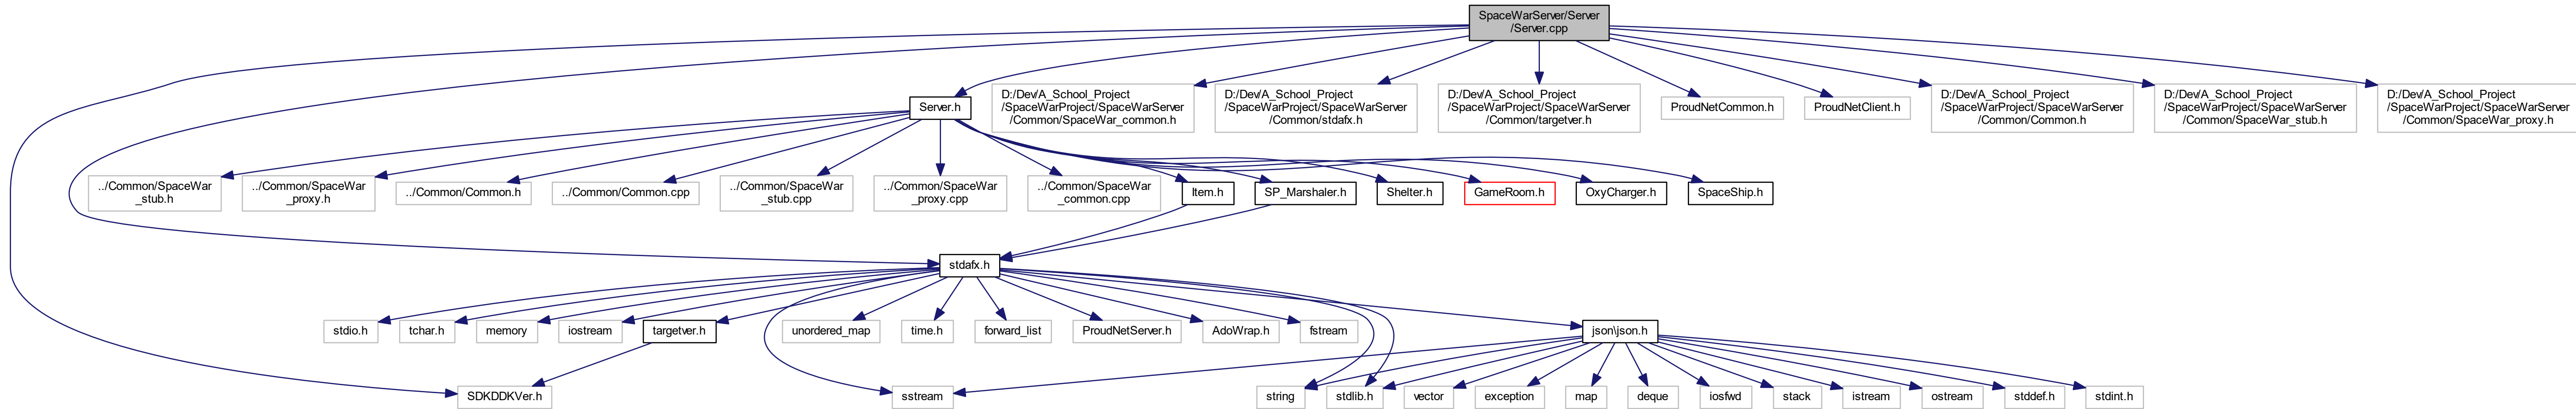 SpaceWarServer/Server
/Server.cpp
Server.h
D:/Dev/A_School_Project
/SpaceWarProject/SpaceWarServer
/Common/SpaceWar_common.h
D:/Dev/A_School_Project
/SpaceWarProject/SpaceWarServer
/Common/stdafx.h
D:/Dev/A_School_Project
/SpaceWarProject/SpaceWarServer
/Common/targetver.h
ProudNetCommon.h
ProudNetClient.h
D:/Dev/A_School_Project
/SpaceWarProject/SpaceWarServer
/Common/Common.h
D:/Dev/A_School_Project
/SpaceWarProject/SpaceWarServer
/Common/SpaceWar_stub.h
D:/Dev/A_School_Project
/SpaceWarProject/SpaceWarServer
/Common/SpaceWar_proxy.h
../Common/SpaceWar
_stub.h
../Common/SpaceWar
_proxy.h
../Common/Common.h
../Common/Common.cpp
../Common/SpaceWar
_stub.cpp
../Common/SpaceWar
_proxy.cpp
../Common/SpaceWar
_common.cpp
Item.h
SP_Marshaler.h
Shelter.h
GameRoom.h
OxyCharger.h
SpaceShip.h
stdafx.h
stdio.h
tchar.h
memory
iostream
targetver.h
unordered_map
time.h
forward_list
ProudNetServer.h
AdoWrap.h
fstream
json\json.h
SDKDDKVer.h
sstream
string
stdlib.h
vector
exception
map
deque
iosfwd
stack
istream
ostream
stddef.h
stdint.h